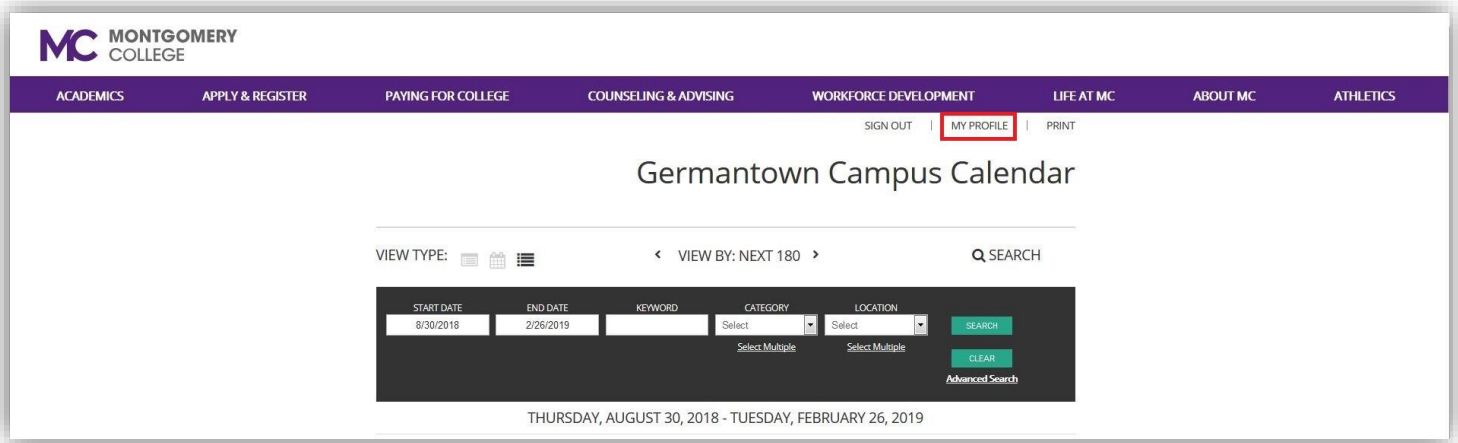 MC MONTGOMERY
COLLEGE
ACADEMICS APPLY & REGISTER PAYING FOR COLLEGE COUNSELING & ADVISING WORKFORCE DEVELOPMENT LIFE AT MC ABOUT MC ATHLETICS
SIGN OUT | MY PROFILE | PRINT
Germantown Campus Calendar
VIEW TYPE: VIEW BY: NEXT 180 SEARCH
START DATE END DATE KEYWORD CATEGORY LOCATION
8/30/2018 2/26/2019 Select Select SEARCH
Select Multiple Select Multiple
CLEAR
Advanced Search
THURSDAY, AUGUST 30, 2018 - TUESDAY, FEBRUARY 26, 2019